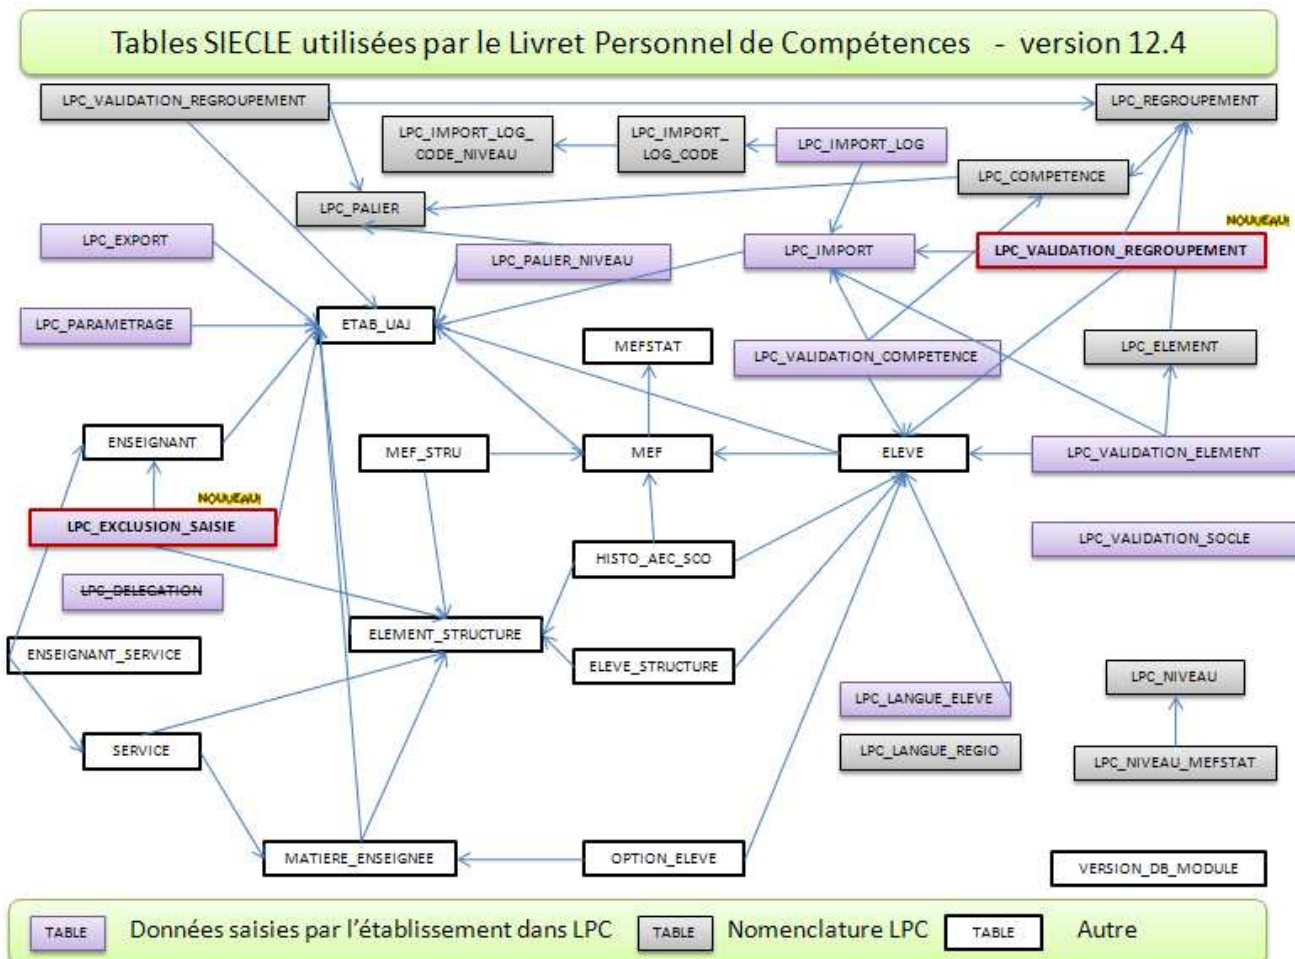 Tables SIECLE utilisées par le Livret Personnel de Compétences - version 12.4
LPC_VALIDATION_REGROUPEMENT
LPC_REGROUPEMENT
LPC_IMPORT_LOG_
CODE_NIVEAU
LPC_IMPORT_
LOG_CODE
LPC_IMPORT_LOG
LPC_COMPETENCE
LPC_PALIER
NOUVEAU!
LPC_EXPORT
LPC_PALIER_NIVEAU
LPC_IMPORT
LPC_VALIDATION_REGROUPEMENT
LPC_PARAMETRAGE
ETAB_UAJ
MEFSTAT
LPC_VALIDATION_COMPETENCE
LPC_ELEMENT
ENSEIGNANT
MEF_STRU
MEF
ELEVE
LPC_VALIDATION_ELEMENT
NOUVEAU!
LPC_EXCLUSION_SAISIE
LPC_VALIDATION_SOCLE
HISTO_AEC_SCO
LPC_DELEGATION
ELEMENT_STRUCTURE
ENSEIGNANT_SERVICE
ELEVE_STRUCTURE
LPC_NIVEAU
LPC_LANGUE_ELEVE
SERVICE
LPC_LANGUE_REGIO
LPC_NIVEAU_MEFSTAT
MATIERE_ENSEIGNEE
OPTION_ELEVE
VERSION_DB_MODULE
TABLE Données saisies par l'établissement dans LPC TABLE Nomenclature LPC TABLE Autre